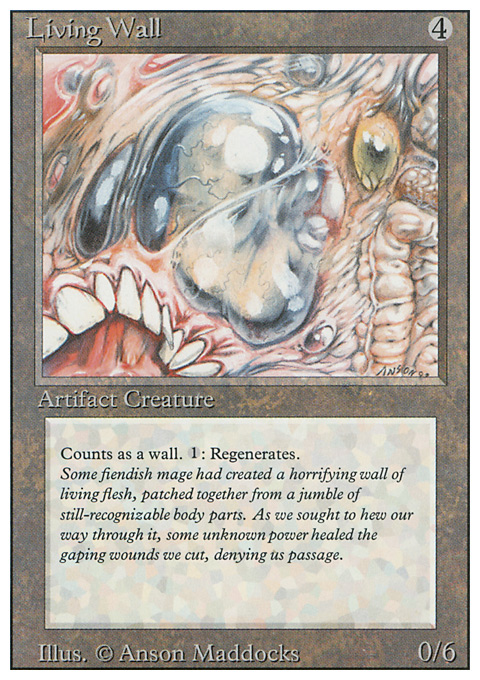 Living Wall 4
ANSON 93
Artifact Creature
Counts as a wall. 1: Regenerates.
Some fiendish mage had created a horrifying wall of
living flesh, patched together from a jumble of
still-recognizable body parts. As we sought to hew our
way through it, some unknown power healed the
gaping wounds we cut, denying us passage.
Illus. © Anson Maddocks 0/6